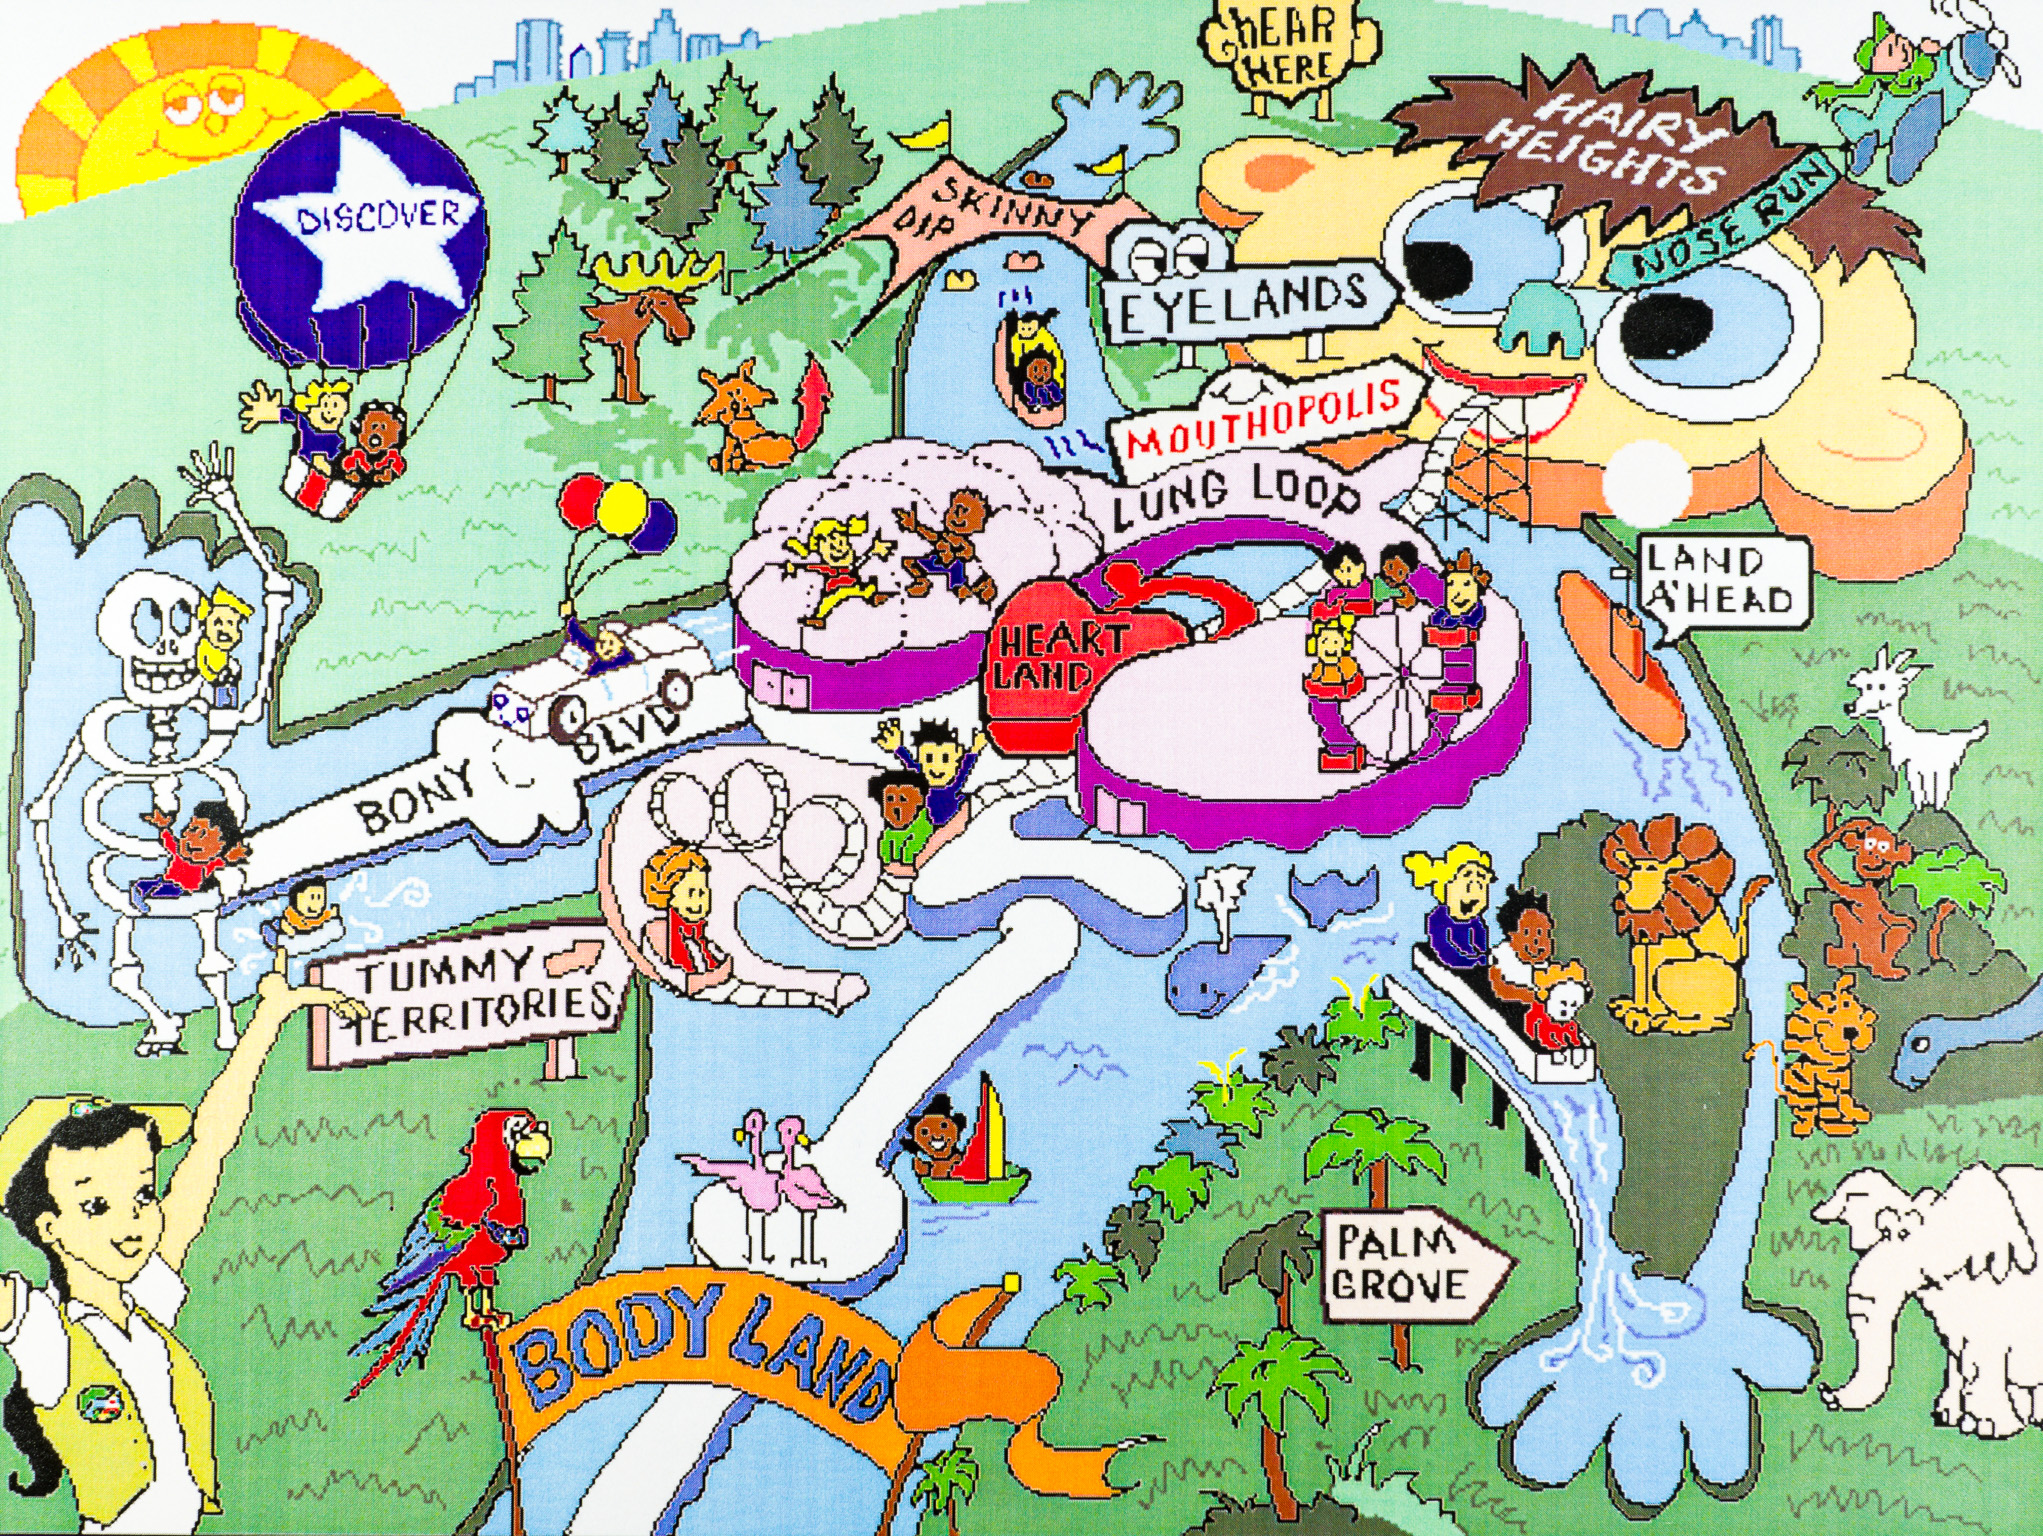 HEAR
HERE
HAIRY
HEIGHTS
DISCOVER
SKINNY
DIP
NOSE RUN
EYELANDS
MOUTHOPOLIS
LUNG LOOP
LAND
A'HEAD
HEART
LAND
BONY BLVD
TUMMY
TERRITORIES
PALM
GROVE
BODY LAND